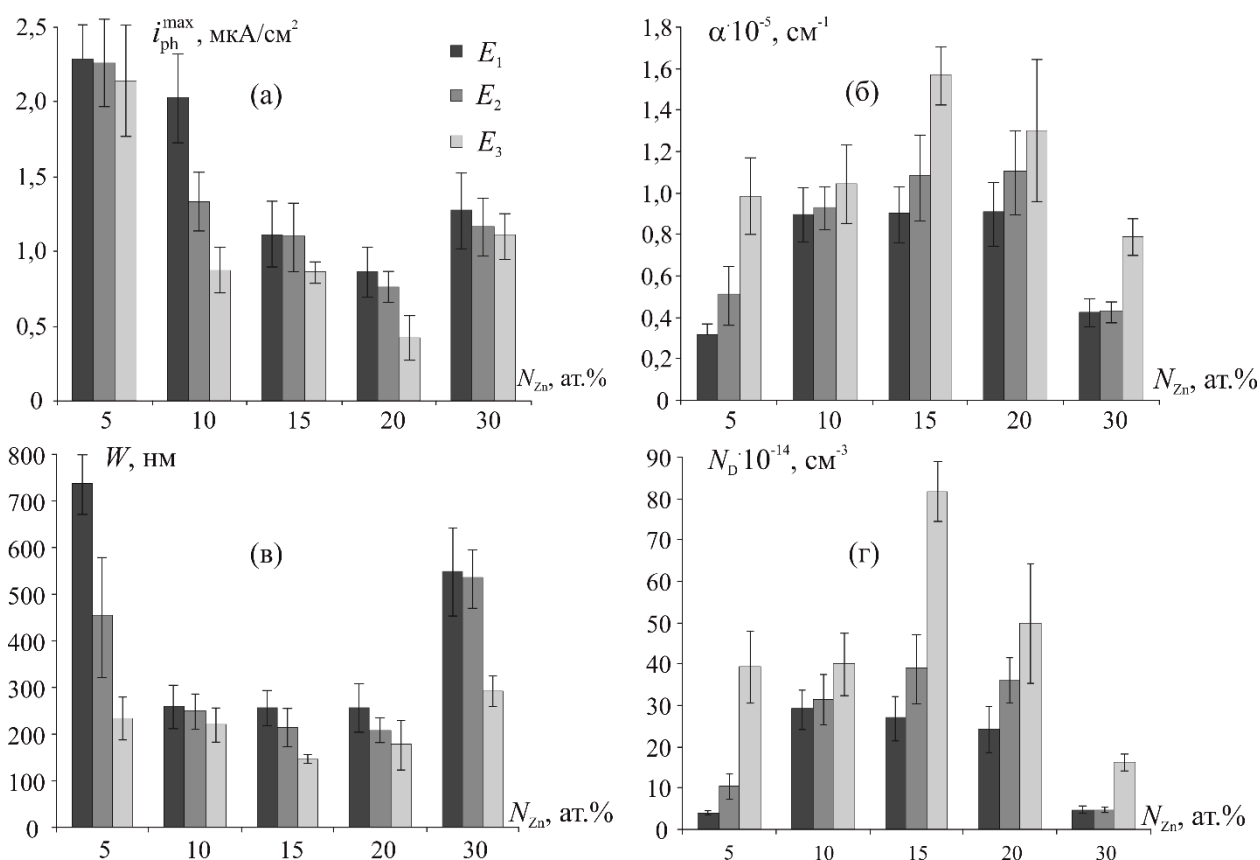 i_ph^max, мкА/см²
2,5
2,0
1,5
1,0
0,5
0
(а)
E₁
E₂
E₃
N_Zn, ат.%
5 10 15 20 30
α·10⁻⁵, см⁻¹
1,8
1,6
1,4
1,2
1,0
0,8
0,6
0,4
0,2
0
(б)
N_Zn, ат.%
5 10 15 20 30
W, нм
800
700
600
500
400
300
200
100
0
(в)
N_Zn, ат.%
5 10 15 20 30
N_D·10⁻¹⁴, см⁻³
90
80
70
60
50
40
30
20
10
0
(г)
N_Zn, ат.%
5 10 15 20 30